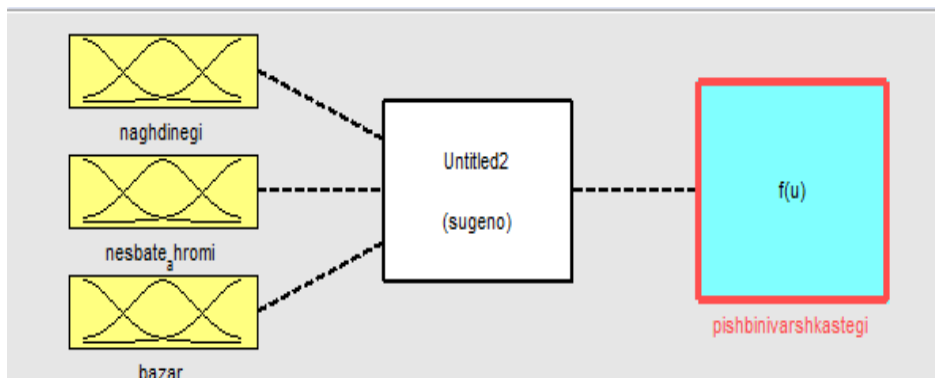 naghdinegi
nesbate_ahromi
bazar
Untitled2
(sugeno)
f(u)
pishbinivarshkastegi